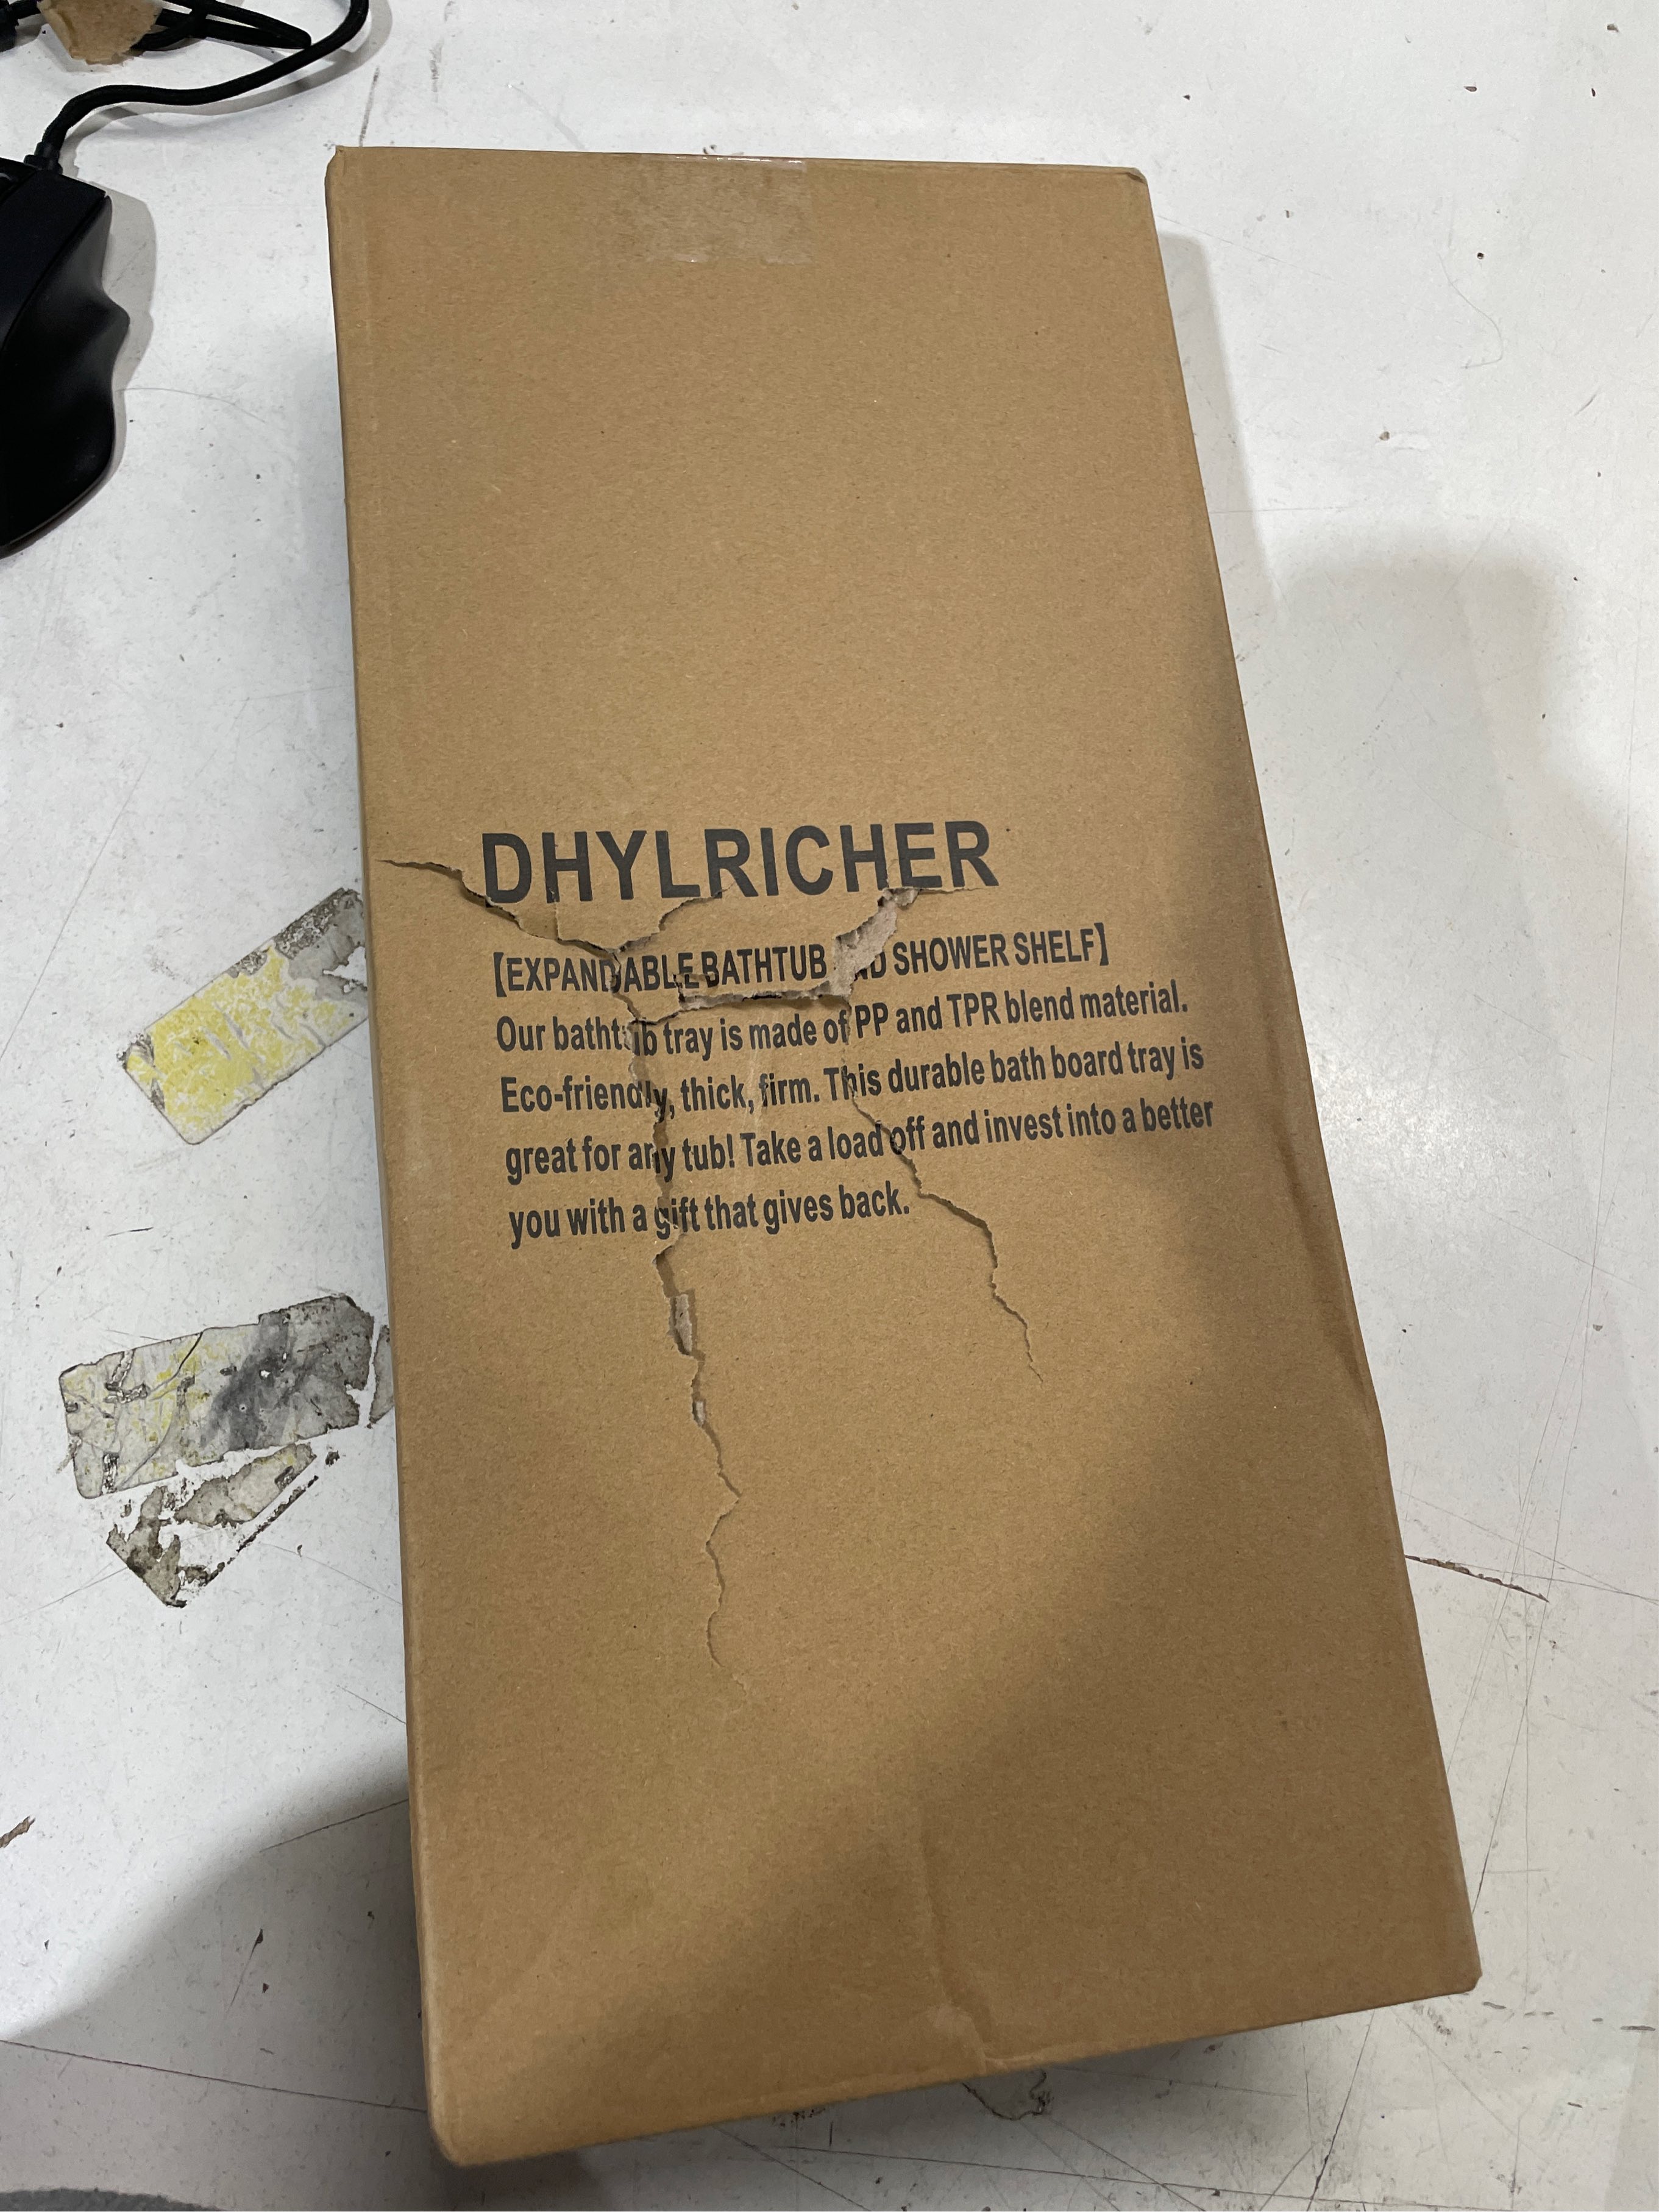 DHYLRICHER
【EXPANDABLE BATHTUB AND SHOWER SHELF】
Our bathtub tray is made of PP and TPR blend material.
Eco-friendly, thick, firm. This durable bath board tray is
great for any tub! Take a load off and invest into a better
you with a gift that gives back.